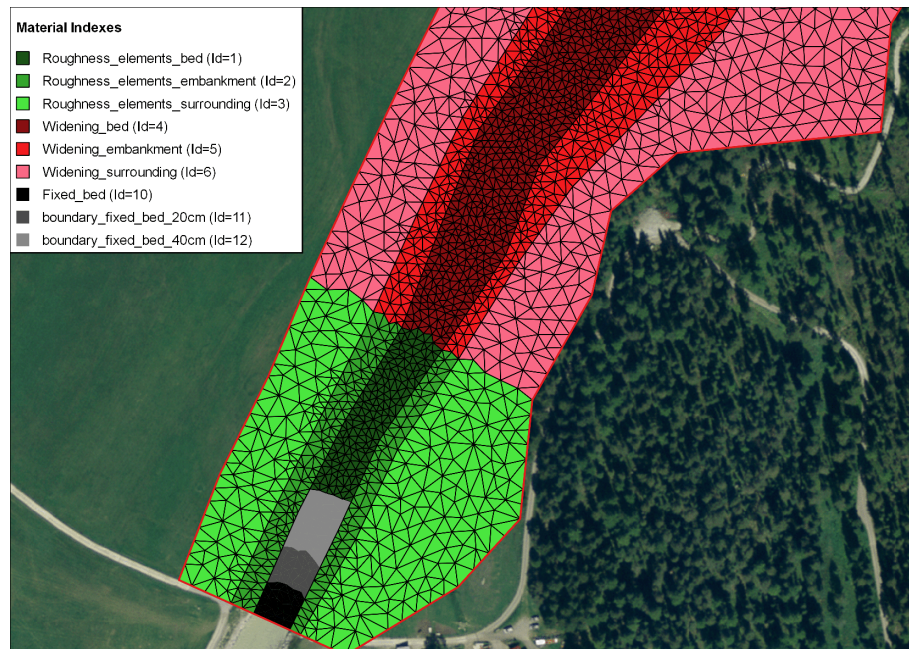 Material Indexes
Roughness_elements_bed (Id=1)
Roughness_elements_embankment (Id=2)
Roughness_elements_surrounding (Id=3)
Widening_bed (Id=4)
Widening_embankment (Id=5)
Widening_surrounding (Id=6)
Fixed_bed (Id=10)
boundary_fixed_bed_20cm (Id=11)
boundary_fixed_bed_40cm (Id=12)